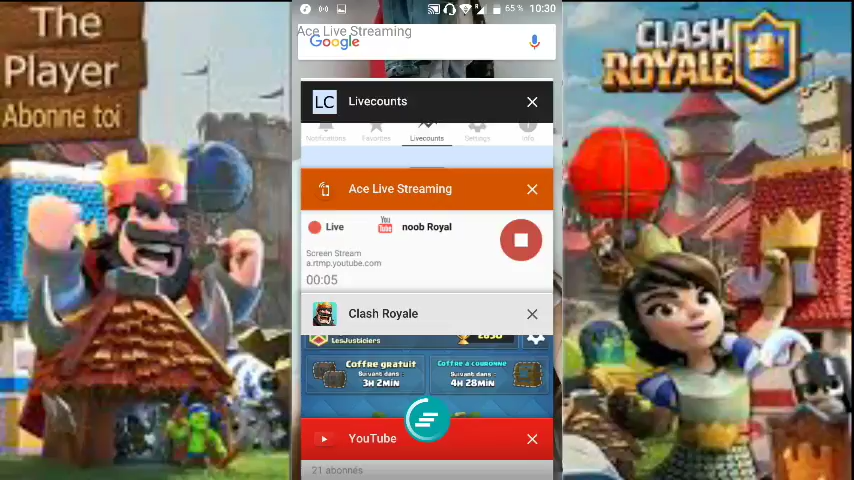 The
Player
Abonne toi
65 % 10:30
Ace Live Streaming
Google
LC Livecounts
Notifications Favorites Livecounts Settings Info
Ace Live Streaming
Live You Tube noob Royal
Screen Stream
a.rtmp.youtube.com
00:05
Clash Royale
LesJusticiers
Coffre gratuit
Suivant dans :
3H 2MIN
Coffre à couronne
Suivant dans :
4H 28MIN
YouTube
21 abonnés
CLASH
ROYALE